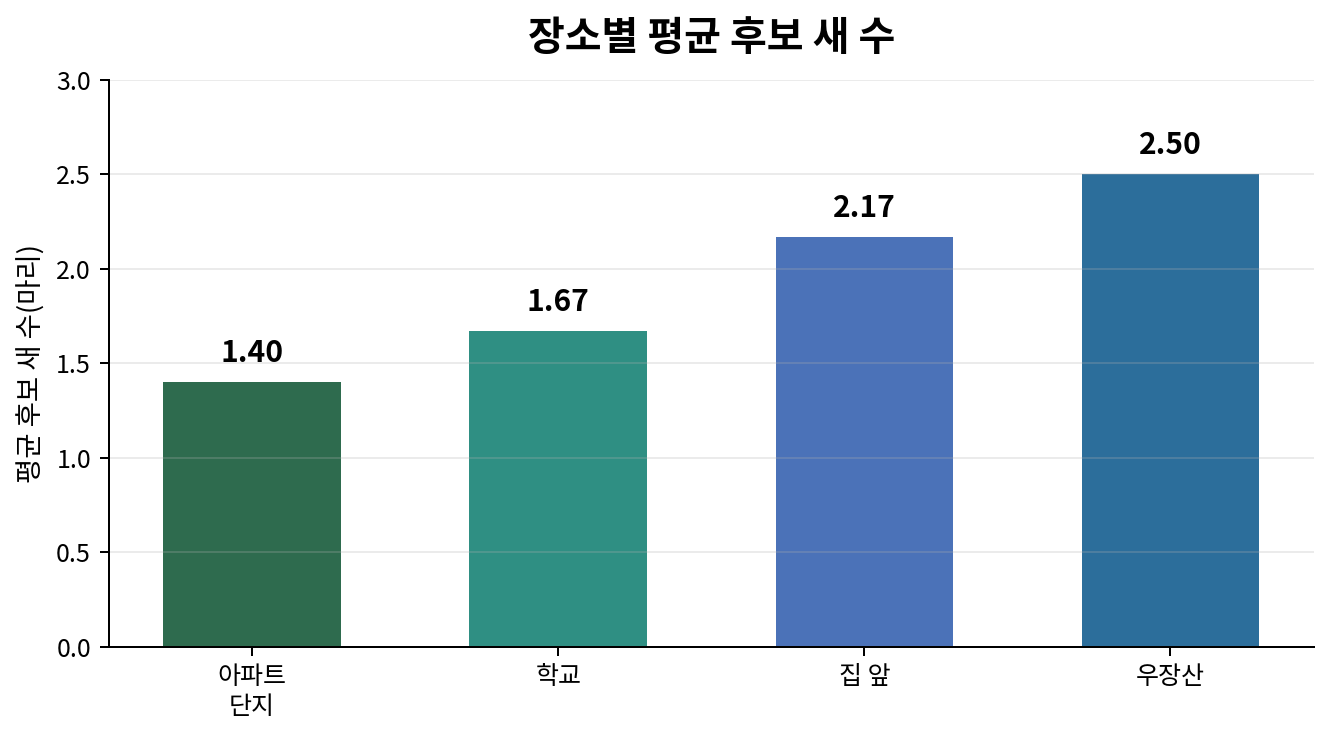 장소별 평균 후보 새 수
평균 후보 새 수(마리)
3.0
2.5
2.0
1.5
1.0
0.5
0.0
1.40
1.67
2.17
2.50
아파트
단지
학교
집 앞
우장산